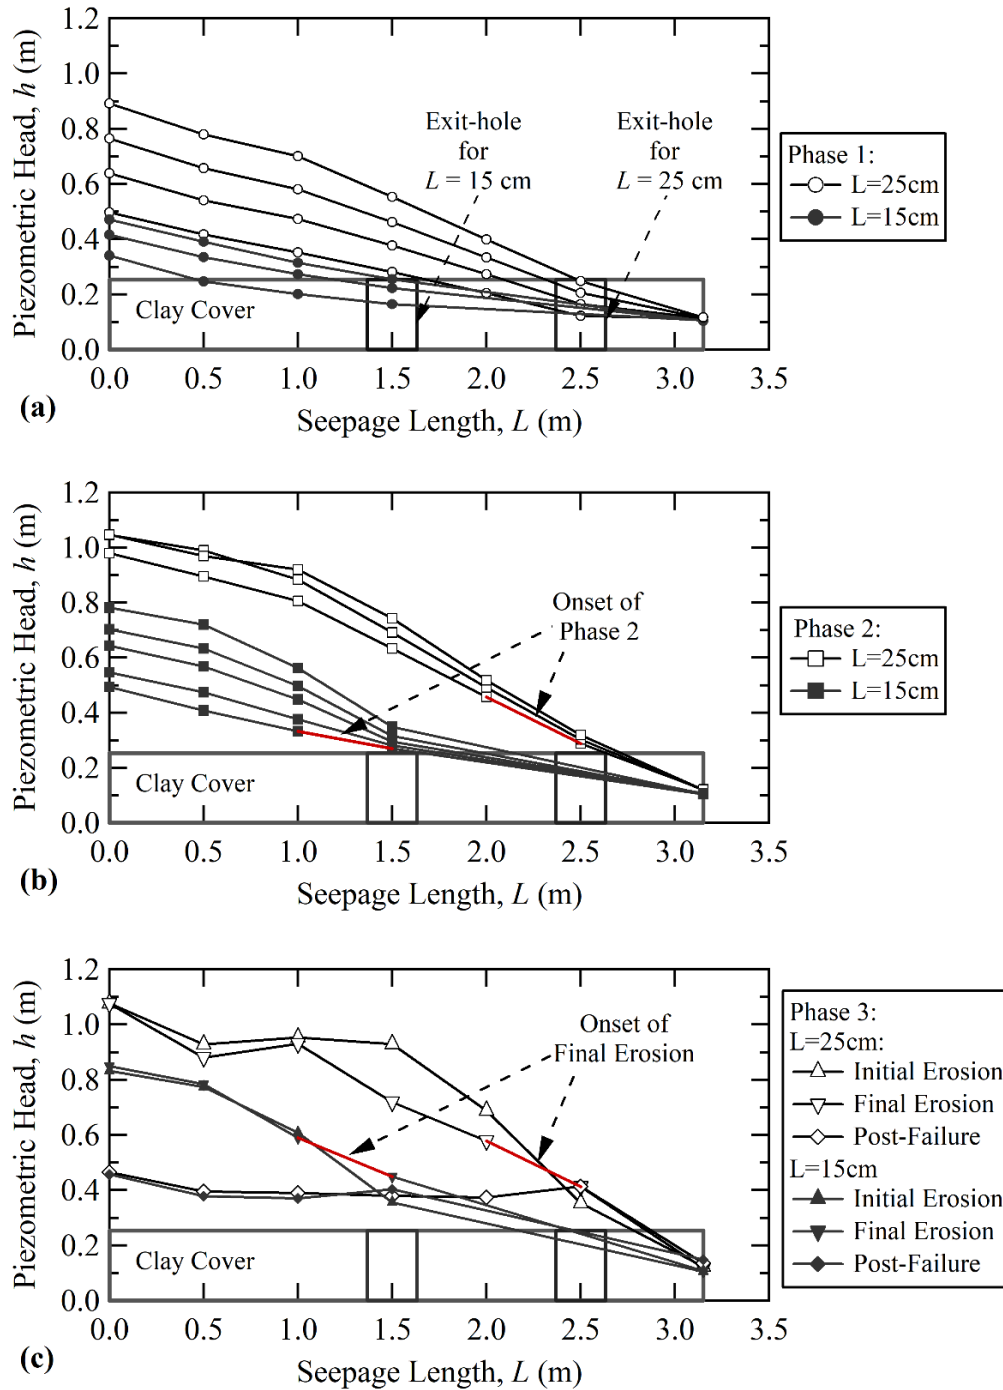 1.2
1.0
0.8
0.6
0.4
0.2
0.0
Piezometric Head, h (m)
Exit-hole
for
L = 15 cm
Exit-hole
for
L = 25 cm
Clay Cover
0.0 0.5 1.0 1.5 2.0 2.5 3.0 3.5
Seepage Length, L (m)
(a)
Phase 1:
L=25cm
L=15cm
1.2
1.0
0.8
0.6
0.4
0.2
0.0
Piezometric Head, h (m)
Onset of
Phase 2
Clay Cover
0.0 0.5 1.0 1.5 2.0 2.5 3.0 3.5
Seepage Length, L (m)
(b)
Phase 2:
L=25cm
L=15cm
1.2
1.0
0.8
0.6
0.4
0.2
0.0
Piezometric Head, h (m)
Onset of
Final Erosion
Clay Cover
0.0 0.5 1.0 1.5 2.0 2.5 3.0 3.5
Seepage Length, L (m)
(c)
Phase 3:
L=25cm:
Initial Erosion
Final Erosion
Post-Failure
L=15cm
Initial Erosion
Final Erosion
Post-Failure